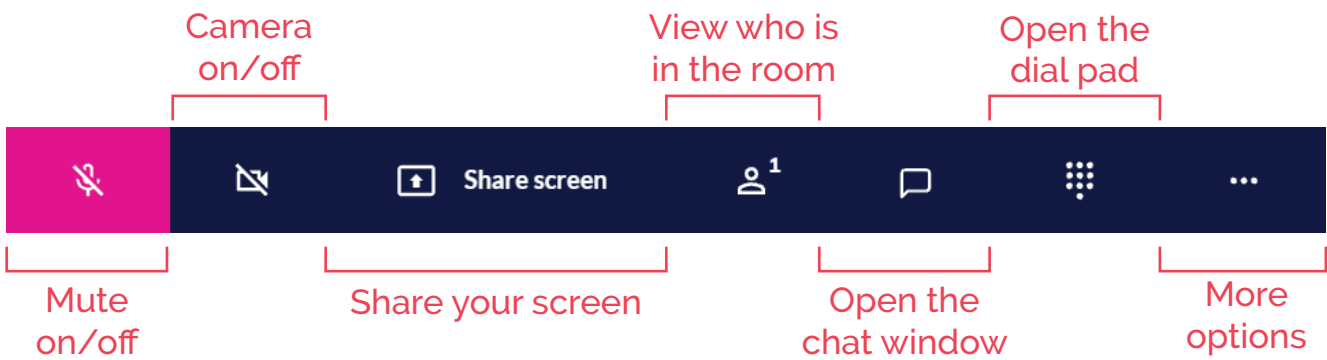 Camera
on/off
View who is
in the room
Open the
dial pad
Share screen
1
Mute
on/off
Share your screen
Open the
chat window
More
options